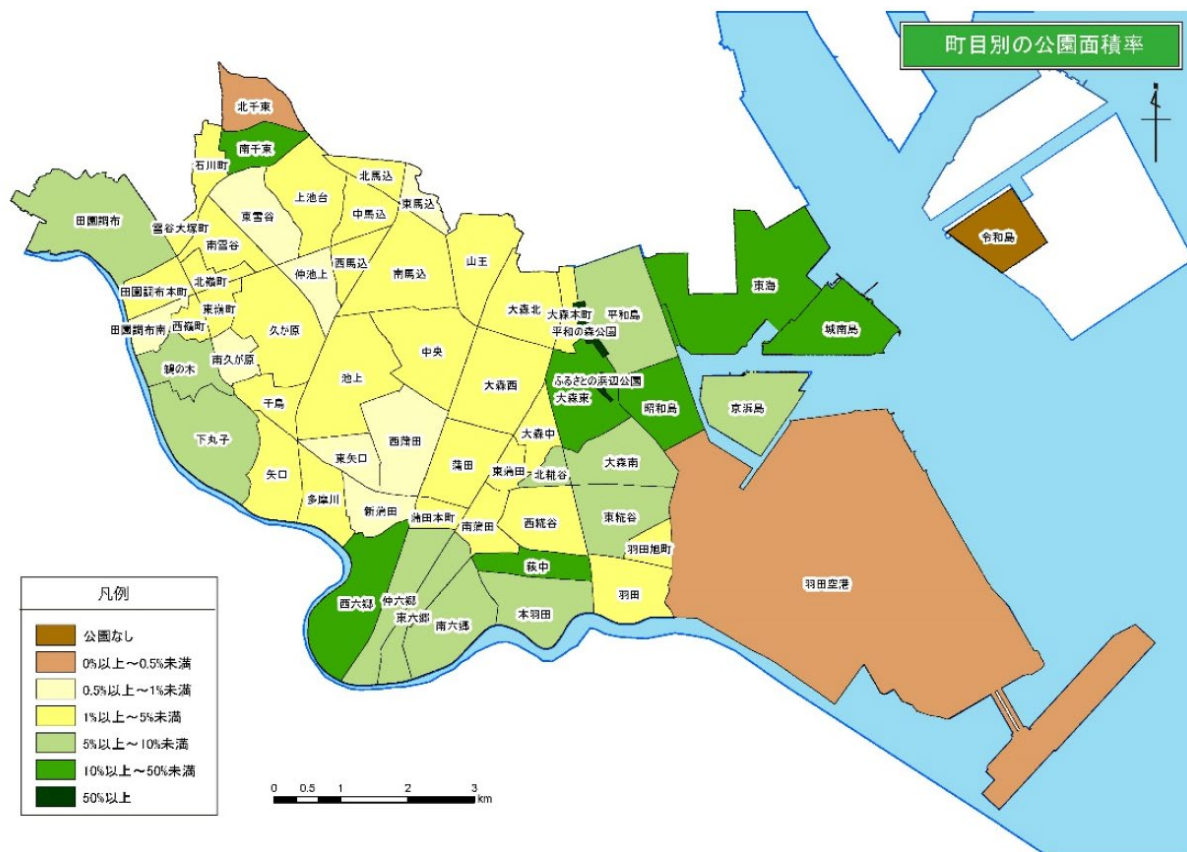 町目別の公園面積率
北千束
南千束
石川町
北馬込
上池台
東馬込
田園調布
東雪谷
中馬込
雪谷大塚町
南雪谷
西馬込
山王
令和島
仲池上
南馬込
北嶺町
東海
田園調布本町
東嶺町
大森北
大森本町
平和島
田園調布南
西嶺町
久が原
平和の森公園
城南島
南久が原
中央
鵜の木
池上
大森西
ふるさとの浜辺公園
大森東
昭和島
京浜島
千鳥
下丸子
西蒲田
大森中
東矢口
蒲田
大森南
矢口
東蒲田
北糀谷
多摩川
新蒲田
蒲田本町
南蒲田
西糀谷
東糀谷
羽田旭町
萩中
羽田空港
西六郷
仲六郷
東六郷
南六郷
本羽田
羽田
凡例
公園なし
0%以上～0.5%未満
0.5%以上～1%未満
1%以上～5%未満
5%以上～10%未満
10%以上～50%未満
50%以上
0 0.5 1 2 3
km